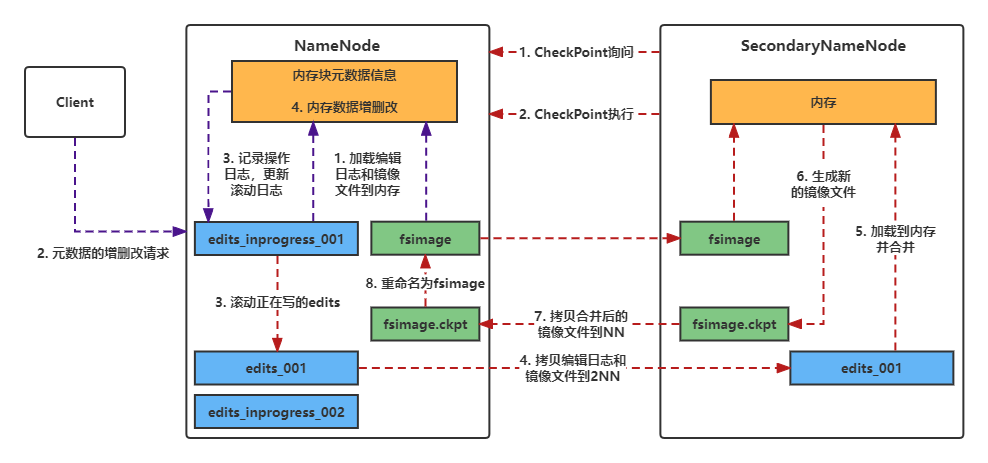 NameNode
SecondaryNameNode
Client
内存块元数据信息
4. 内存数据增删改
1. CheckPoint询问
2. CheckPoint执行
内存
3. 记录操作
日志，更新
滚动日志
1. 加载编辑
日志和镜像
文件到内存
6. 生成新
的镜像文件
5. 加载到内存
并合并
2. 元数据的增删改请求
edits_inprogress_001
fsimage
fsimage
8. 重命名为fsimage
3. 滚动正在写的edits
fsimage.ckpt
7. 拷贝合并后的
镜像文件到NN
fsimage.ckpt
edits_001
4. 拷贝编辑日志和
镜像文件到2NN
edits_001
edits_inprogress_002